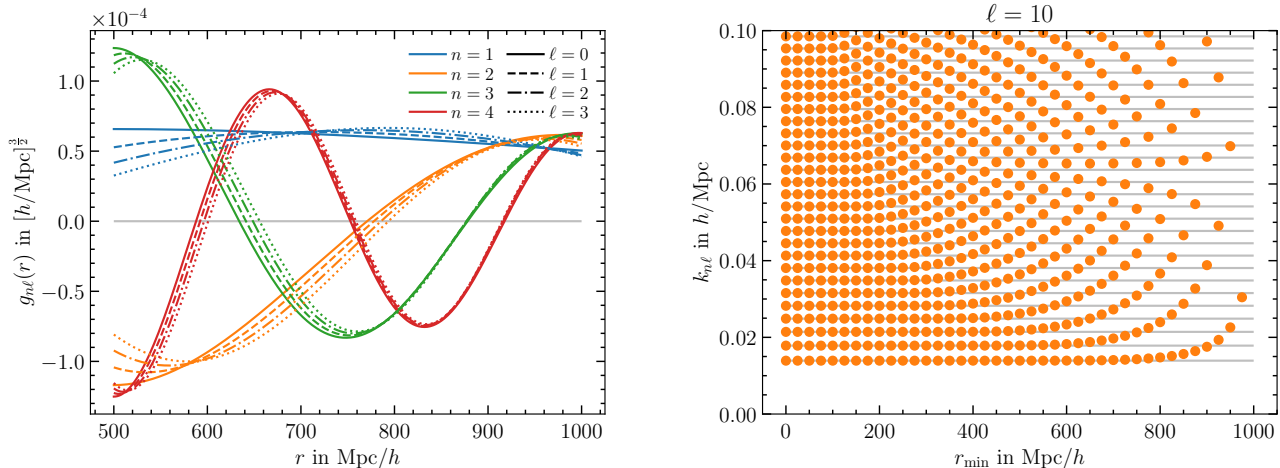 ×10⁻⁴
1.0
0.5
0.0
−0.5
−1.0
g_{nℓ}(r) in [h/Mpc]^{3/2}
500 600 700 800 900 1000
r in Mpc/h
n = 1 ℓ = 0
n = 2 ℓ = 1
n = 3 ℓ = 2
n = 4 ℓ = 3
ℓ = 10
0.10
0.08
0.06
0.04
0.02
0.00
k_{nℓ} in h/Mpc
0 200 400 600 800 1000
r_{min} in Mpc/h